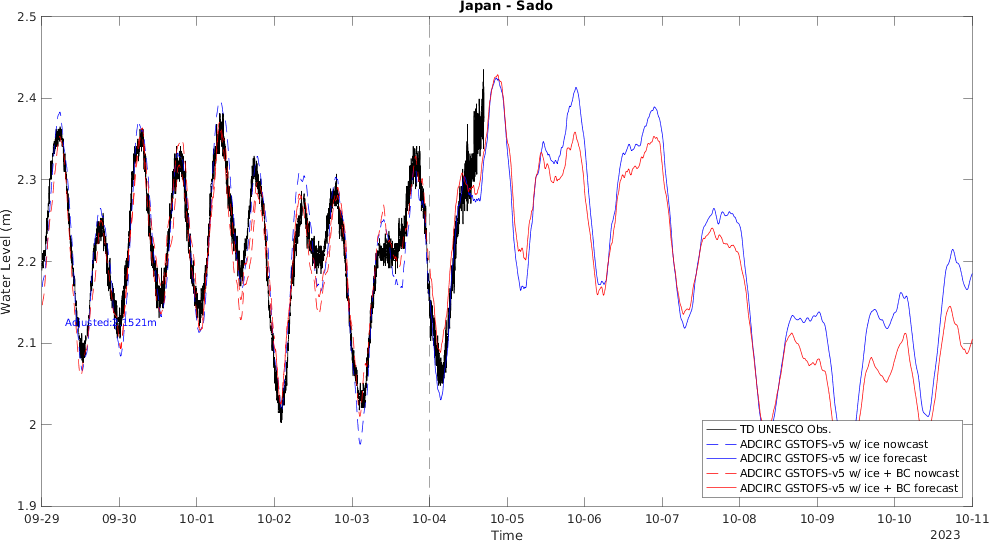 Japan - Sado
2.5
2.4
2.3
2.2
2.1
2
1.9
Water Level (m)
TD UNESCO Obs.
ADCIRC GSTOFS-v5 w/ ice nowcast
ADCIRC GSTOFS-v5 w/ ice forecast
ADCIRC GSTOFS-v5 w/ ice + BC nowcast
ADCIRC GSTOFS-v5 w/ ice + BC forecast
09-29 09-30 10-01 10-02 10-03 10-04 10-05 10-06 10-07 10-08 10-09 10-10 10-11
Time
2023